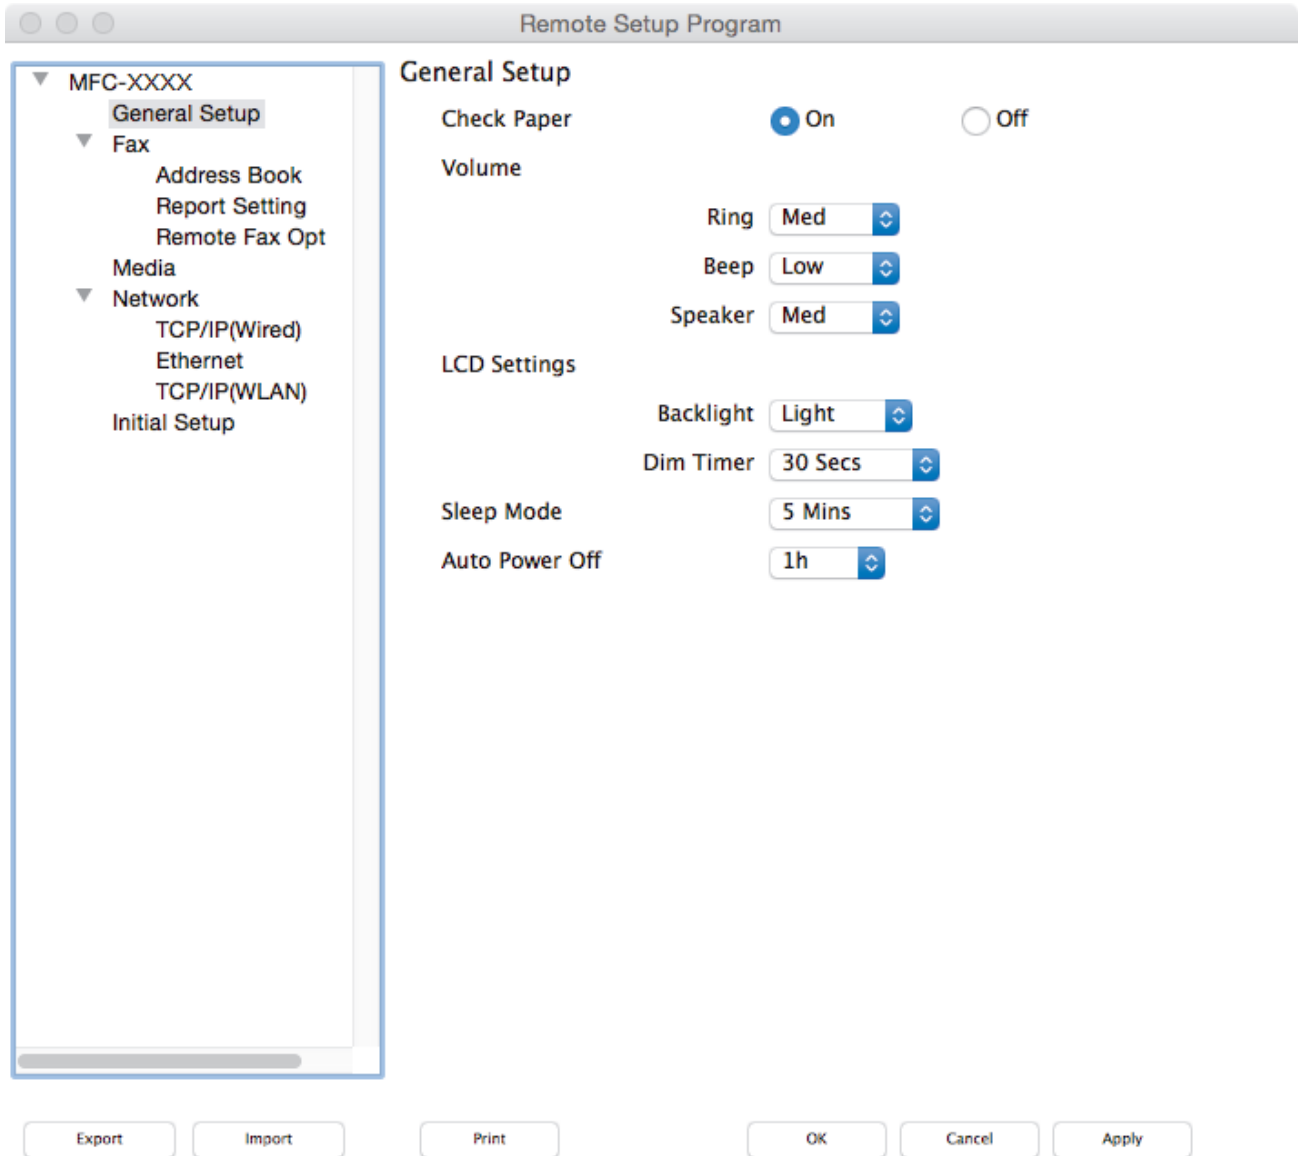 Remote Setup Program
MFC-XXXX
General Setup
Fax
Address Book
Report Setting
Remote Fax Opt
Media
Network
TCP/IP(Wired)
Ethernet
TCP/IP(WLAN)
Initial Setup
General Setup
Check Paper On Off
Volume
Ring Med
Beep Low
Speaker Med
LCD Settings
Backlight Light
Dim Timer 30 Secs
Sleep Mode 5 Mins
Auto Power Off 1h
Export Import Print OK Cancel Apply